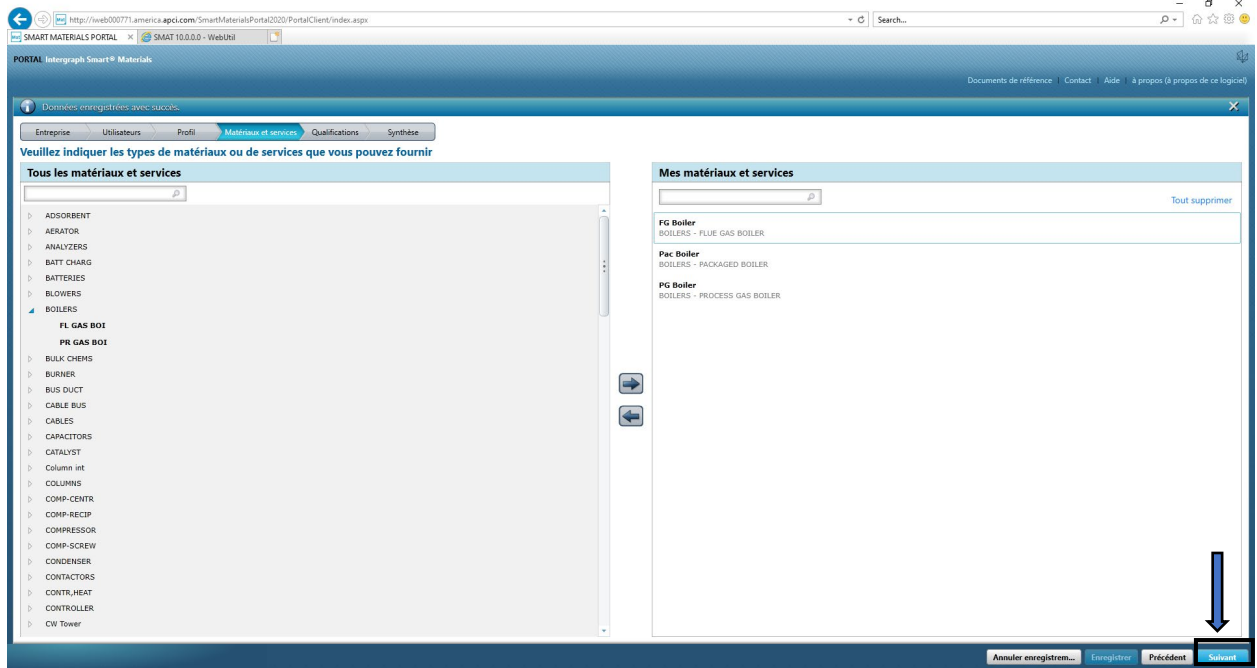 http://iweb000771.america.apci.com/SmartMaterialsPortal2020/PortalClient/index.aspx
Search...
SMART MATERIALS PORTAL
SMAT 10.0.0.0 - WebUtil
PORTAL Intergraph Smart® Materials
Documents de référence | Contact | Aide | à propos (à propos de ce logiciel)
Données enregistrées avec succès.
Entreprise Utilisateurs Profil Matériaux et services Qualifications Synthèse
Veuillez indiquer les types de matériaux ou de services que vous pouvez fournir
Tous les matériaux et services
ADSORBENT
AERATOR
ANALYZERS
BATT CHARG
BATTERIES
BLOWERS
BOILERS
FL GAS BOI
PR GAS BOI
BULK CHEMS
BURNER
BUS DUCT
CABLE BUS
CABLES
CAPACITORS
CATALYST
Column int
COLUMNS
COMP-CENTR
COMP-RECIP
COMPRESSOR
COMP-SCREW
CONDENSER
CONTACTORS
CONTR,HEAT
CONTROLLER
CW Tower
Mes matériaux et services
Tout supprimer
FG Boiler
BOILERS - FLUE GAS BOILER
Pac Boiler
BOILERS - PACKAGED BOILER
PG Boiler
BOILERS - PROCESS GAS BOILER
Annuler enregistrem... Enregistrer Précédent Suivant